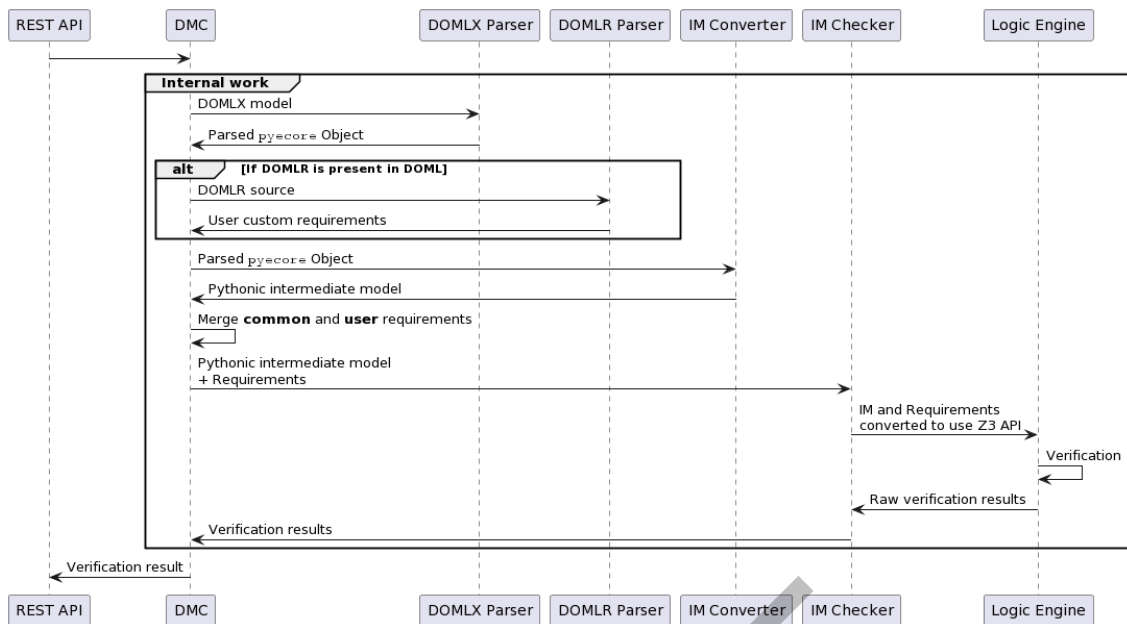 REST API DMC DOMLX Parser DOMLR Parser IM Converter IM Checker Logic Engine
Internal work
DOMLX model
Parsed pyecore Object
alt [If DOMLR is present in DOML]
DOMLR source
User custom requirements
Parsed pyecore Object
Pythonic intermediate model
Merge common and user requirements
Pythonic intermediate model
+ Requirements
IM and Requirements
converted to use Z3 API
Verification
Raw verification results
Verification results
Verification result
REST API DMC DOMLX Parser DOMLR Parser IM Converter IM Checker Logic Engine